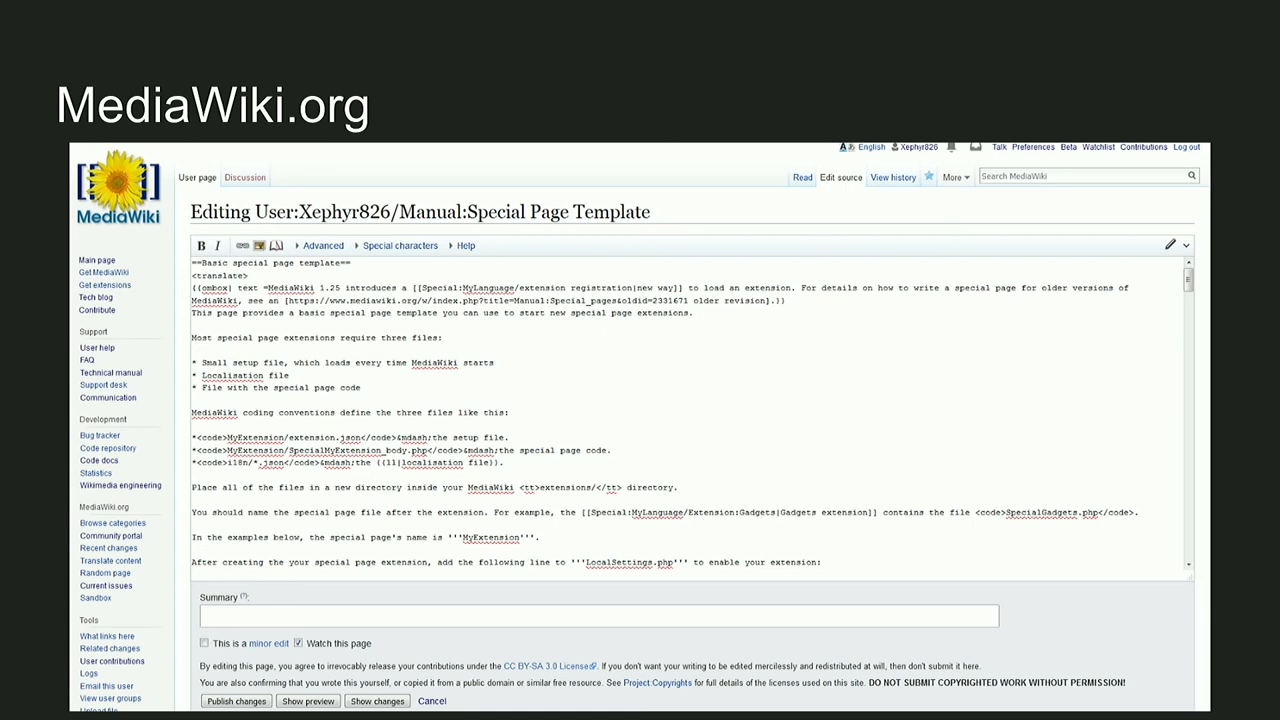 MediaWiki.org
English Xephyr826 Talk Preferences Beta Watchlist Contributions Log out
MediaWiki
User page Discussion Read Edit source View history More Search MediaWiki
Editing User:Xephyr826/Manual:Special Page Template
B I Advanced Special characters Help
==Basic special page template==
<translate>
{{ombox| text =MediaWiki 1.25 introduces a [[Special:MyLanguage/extension registration|new way]] to load an extension. For details on how to write a special page for older versions of
MediaWiki, see an [https://www.mediawiki.org/w/index.php?title=Manual:Special_pages&oldid=2331671 older revision].}}
This page provides a basic special page template you can use to start new special page extensions.
Most special page extensions require three files:
* Small setup file, which loads every time MediaWiki starts
* Localisation file
* File with the special page code
MediaWiki coding conventions define the three files like this:
*<code>MyExtension/extension.json</code>&mdash;the setup file.
*<code>MyExtension/SpecialMyExtension_body.php</code>&mdash;the special page code.
*<code>i18n/*.json</code>&mdash;the {{ll|localisation file}}.
Place all of the files in a new directory inside your MediaWiki <tt>extensions/</tt> directory.
You should name the special page file after the extension. For example, the [[Special:MyLanguage/Extension:Gadgets|Gadgets extension]] contains the file <code>SpecialGadgets.php</code>.
In the examples below, the special page's name is '''MyExtension'''.
After creating the your special page extension, add the following line to '''LocalSettings.php''' to enable your extension:
Main page
Get MediaWiki
Get extensions
Tech blog
Contribute
Support
User help
FAQ
Technical manual
Support desk
Communication
Development
Bug tracker
Code repository
Code docs
Statistics
Wikimedia engineering
MediaWiki.org
Browse categories
Community portal
Recent changes
Translate content
Random page
Current issues
Sandbox
Tools
What links here
Related changes
User contributions
Logs
Email this user
View user groups
Upload file
Summary (?):
This is a minor edit Watch this page
By editing this page, you agree to irrevocably release your contributions under the CC BY-SA 3.0 License. If you don't want your writing to be edited mercilessly and redistributed at will, then don't submit it here.
You are also confirming that you wrote this yourself, or copied it from a public domain or similar free resource. See Project:Copyrights for full details of the licenses used on this site. DO NOT SUBMIT COPYRIGHTED WORK WITHOUT PERMISSION!
Publish changes Show preview Show changes Cancel